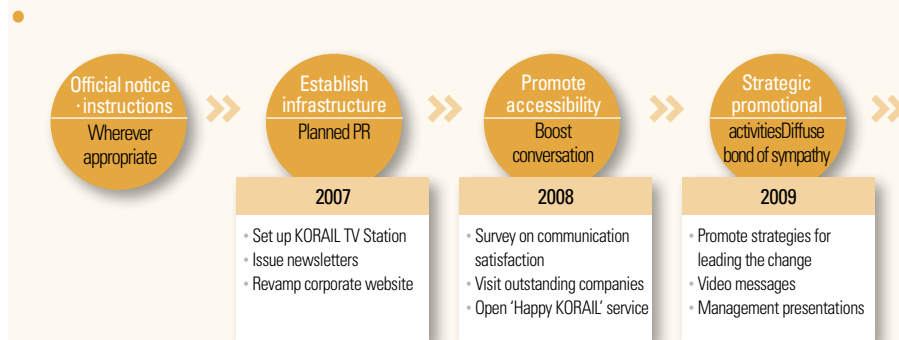 Official notice
· instructions
Wherever
appropriate
Establish
infrastructure
Planned PR
Promote
accessibility
Boost
conversation
Strategic
promotional
activitiesDiffuse
bond of sympathy
2007
• Set up KORAIL TV Station
• Issue newsletters
• Revamp corporate website
2008
• Survey on communication
satisfaction
• Visit outstanding companies
• Open ‘Happy KORAIL’ service
2009
• Promote strategies for
leading the change
• Video messages
• Management presentations